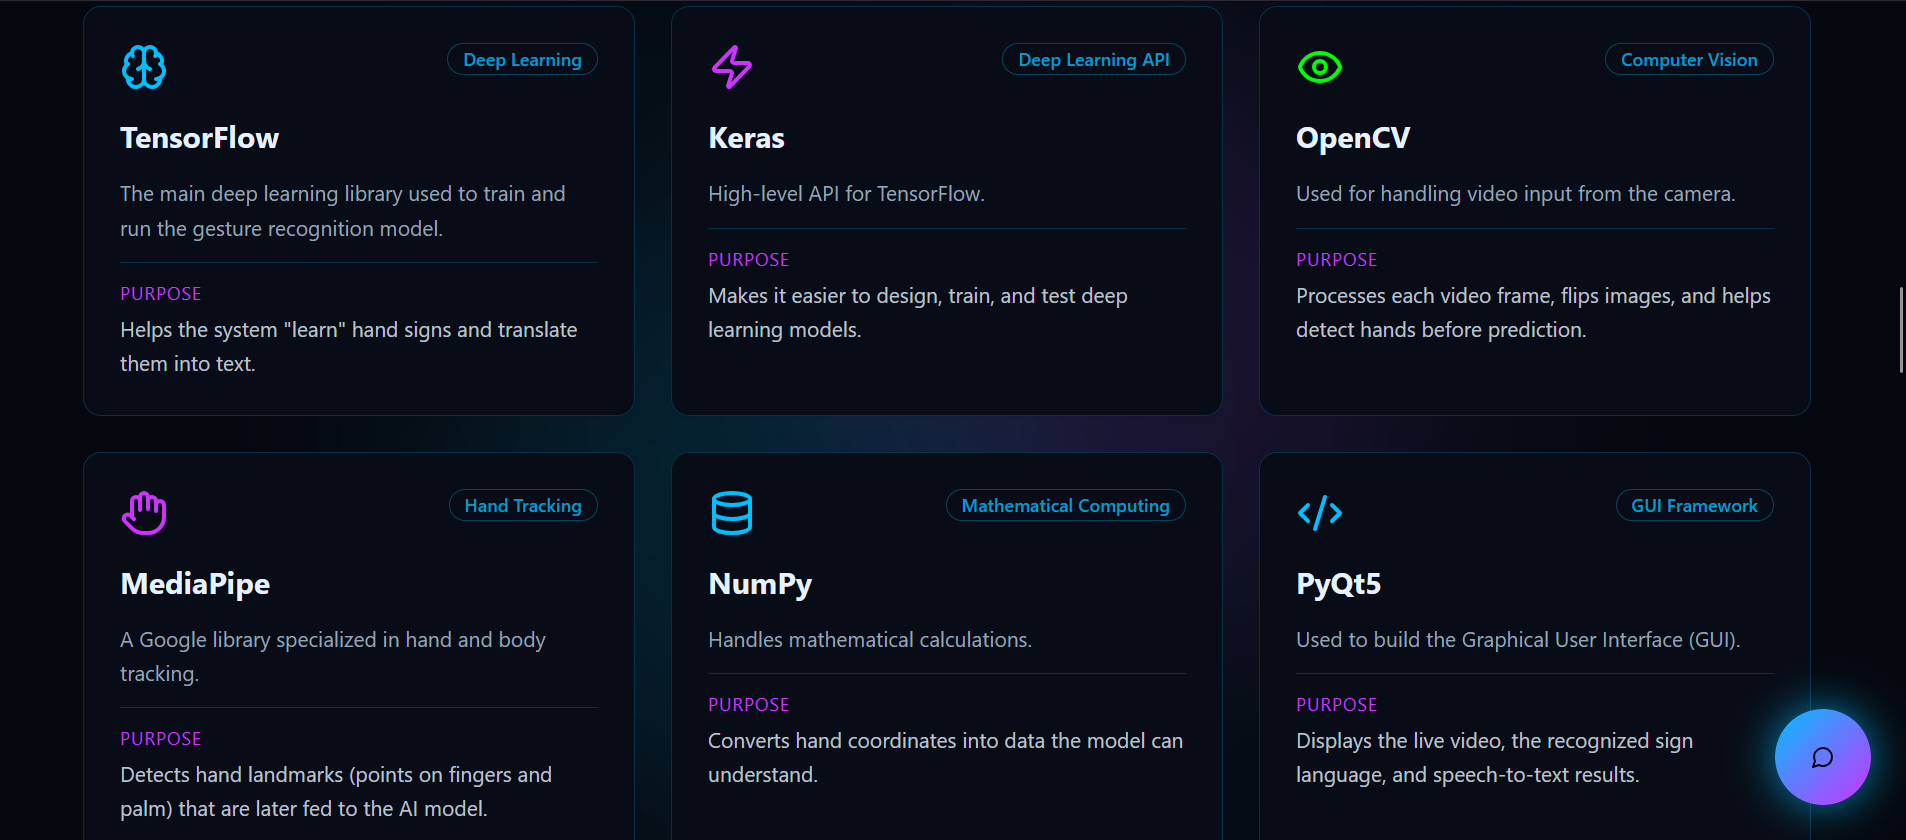 Deep Learning
TensorFlow
The main deep learning library used to train and
run the gesture recognition model.
PURPOSE
Helps the system "learn" hand signs and translate
them into text.
Deep Learning API
Keras
High-level API for TensorFlow.
PURPOSE
Makes it easier to design, train, and test deep
learning models.
Computer Vision
OpenCV
Used for handling video input from the camera.
PURPOSE
Processes each video frame, flips images, and helps
detect hands before prediction.
Hand Tracking
MediaPipe
A Google library specialized in hand and body
tracking.
PURPOSE
Detects hand landmarks (points on fingers and
palm) that are later fed to the AI model.
Mathematical Computing
NumPy
Handles mathematical calculations.
PURPOSE
Converts hand coordinates into data the model can
understand.
GUI Framework
PyQt5
Used to build the Graphical User Interface (GUI).
PURPOSE
Displays the live video, the recognized sign
language, and speech-to-text results.